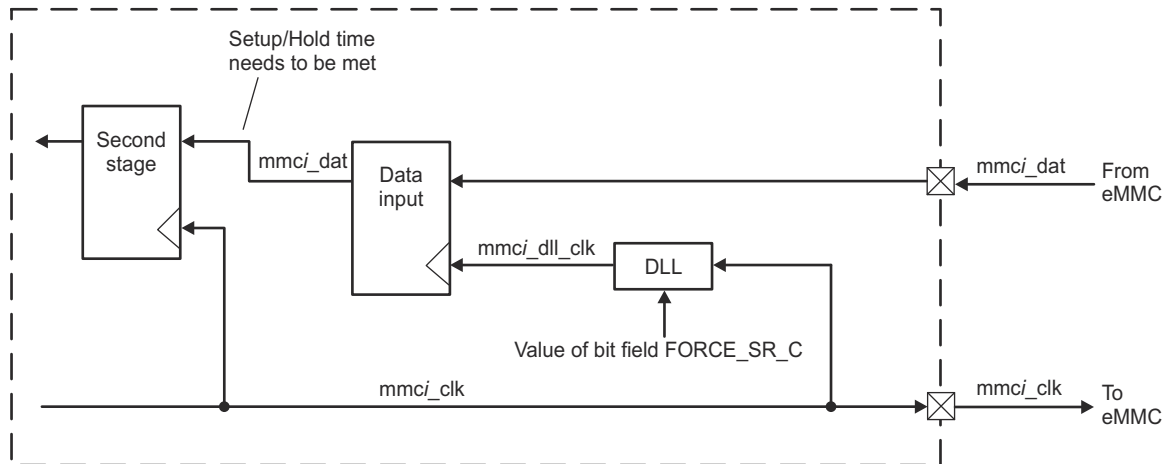 Setup/Hold time
needs to be met
Second
stage
mmci_dat
Data
input
mmci_dat
From
eMMC
mmci_dll_clk
DLL
Value of bit field FORCE_SR_C
mmci_clk
mmci_clk
To
eMMC